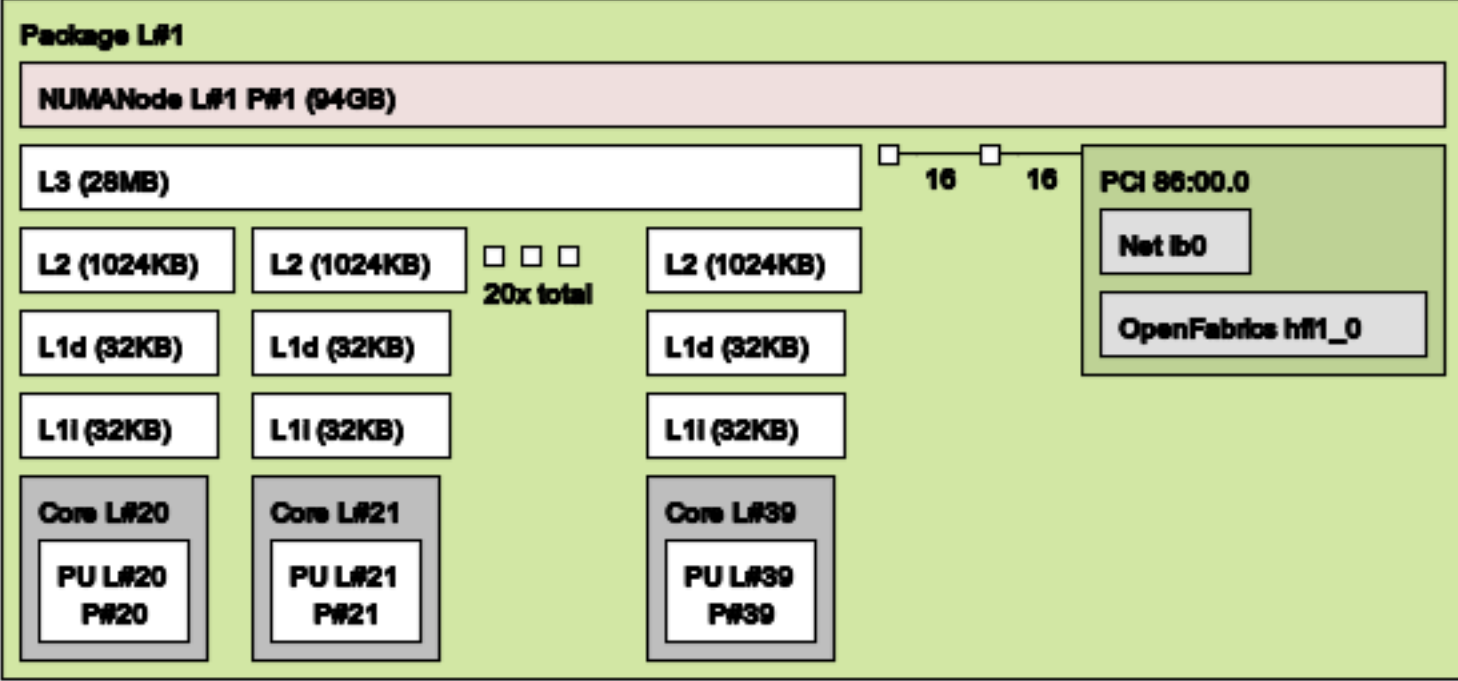 Package L#1
NUMANode L#1 P#1 (94GB)
L3 (28MB)
16
16
PCI 86:00.0
Net ib0
OpenFabrics hfi1_0
L2 (1024KB)
L2 (1024KB)
20x total
L2 (1024KB)
L1d (32KB)
L1d (32KB)
L1d (32KB)
L1i (32KB)
L1i (32KB)
L1i (32KB)
Core L#20
Core L#21
Core L#39
PU L#20
P#20
PU L#21
P#21
PU L#39
P#39